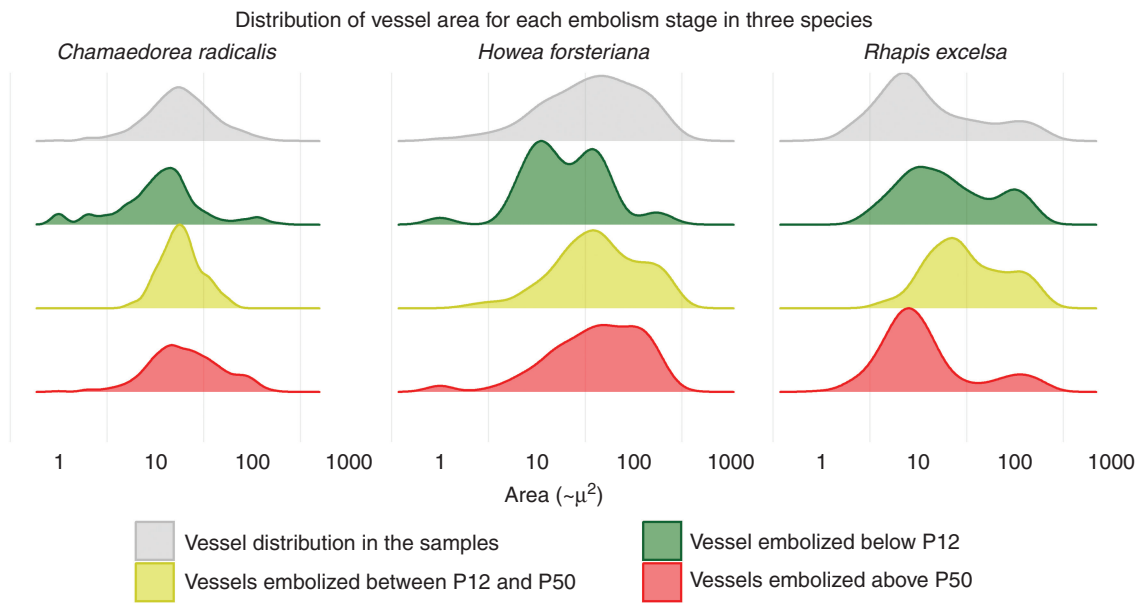 Distribution of vessel area for each embolism stage in three species
Chamaedorea radicalis Howea forsteriana Rhapis excelsa
1 10 100 1000 1 10 100 1000 1 10 100 1000
Area (~μ²)
Vessel distribution in the samples Vessel embolized below P12
Vessels embolized between P12 and P50 Vessels embolized above P50